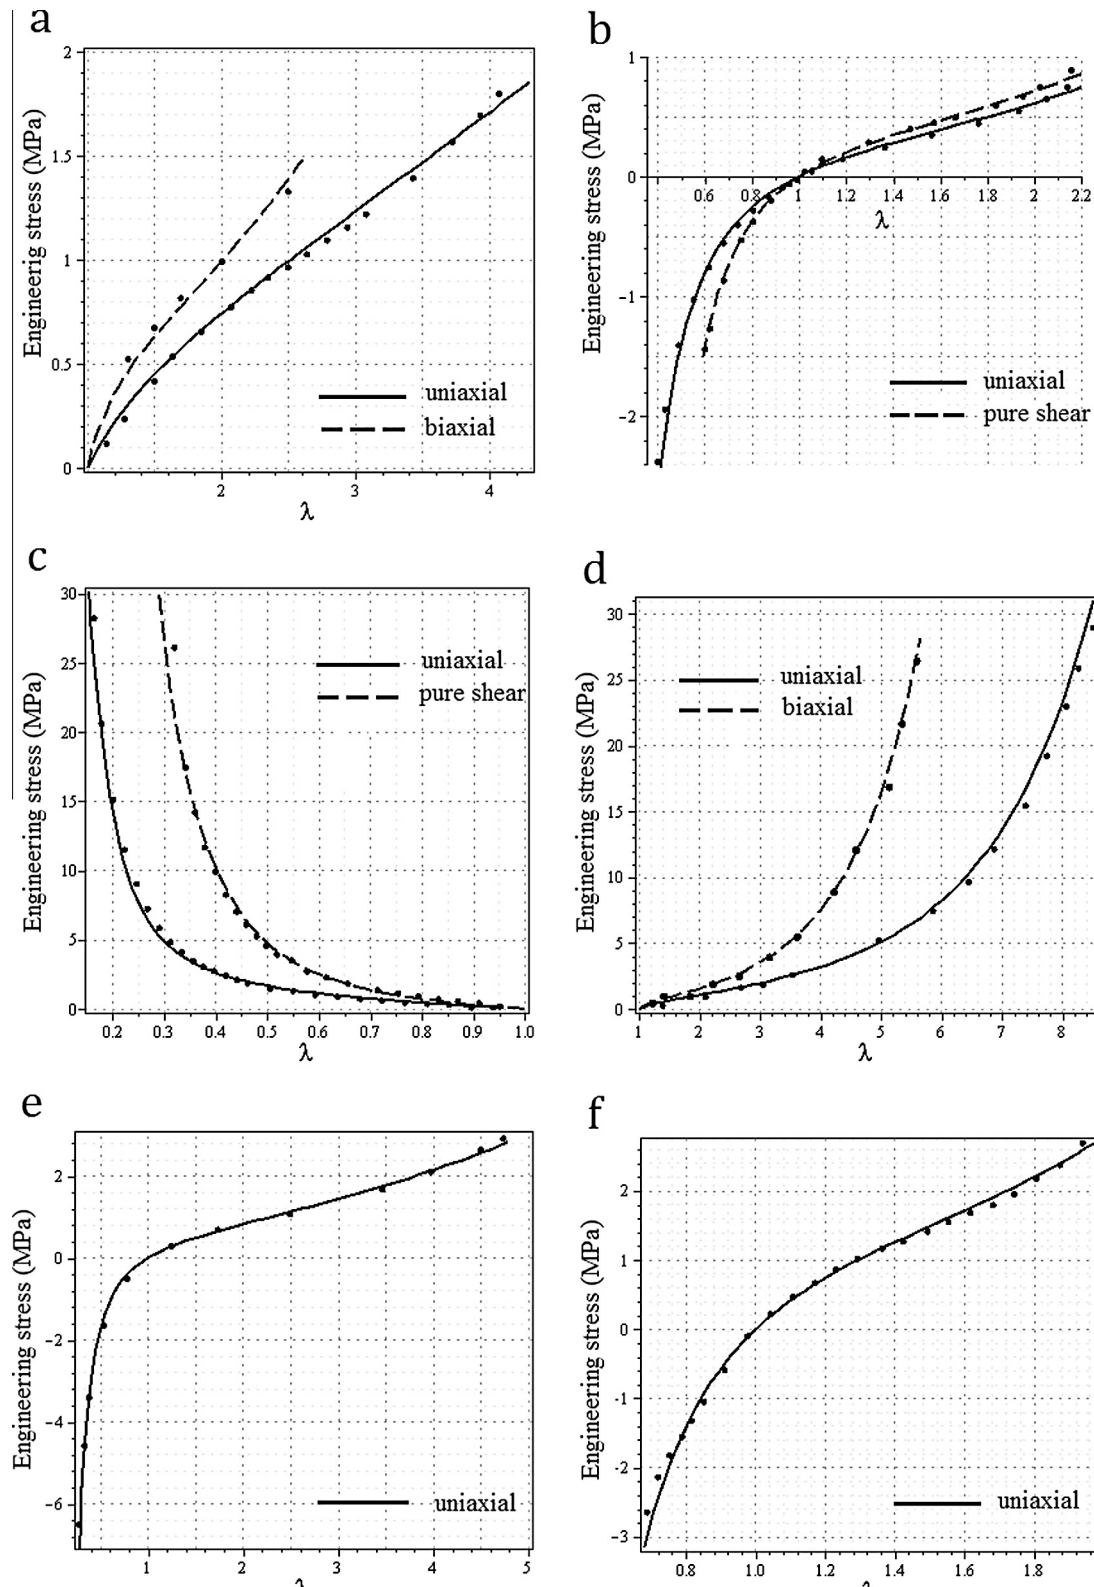 a
Engineerig stress (MPa)
2
1.5
1
0.5
0
2
3
4
λ
uniaxial
biaxial
b
Engineering stress (MPa)
1
0
−1
−2
0.6
0.8
1
1.2
1.4
1.6
1.8
2
2.2
λ
uniaxial
pure shear
c
Engineering stress (MPa)
30
25
20
15
10
5
0
0.2
0.3
0.4
0.5
0.6
0.7
0.8
0.9
1.0
λ
uniaxial
pure shear
d
Engineering stress (MPa)
30
25
20
15
10
5
0
1
2
3
4
5
6
7
8
λ
uniaxial
biaxial
e
Engineering stress (MPa)
2
0
−2
−4
−6
1
2
3
4
5
λ
uniaxial
f
Engineering stress (MPa)
2
1
0
−1
−2
−3
0.8
1.0
1.2
1.4
1.6
1.8
λ
uniaxial